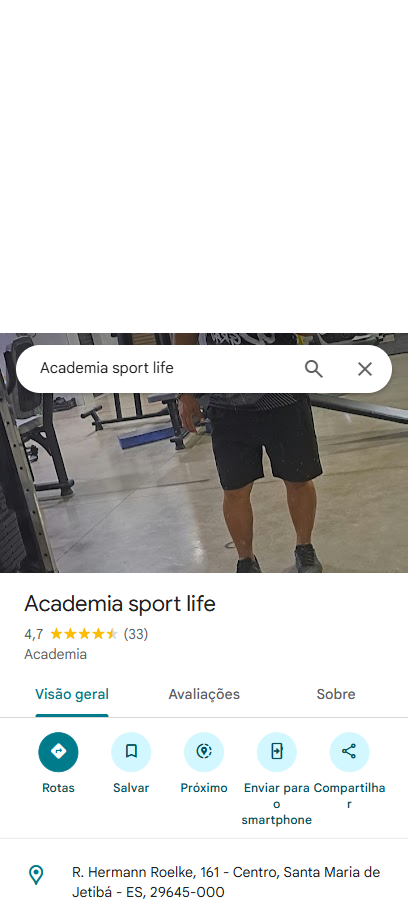 Academia sport life
Academia sport life
4,7 (33)
Academia
Visão geral
Avaliações
Sobre
Rotas
Salvar
Próximo
Enviar para
o
smartphone
Compartilha
r
R. Hermann Roelke, 161 - Centro, Santa Maria de
Jetibá - ES, 29645-000